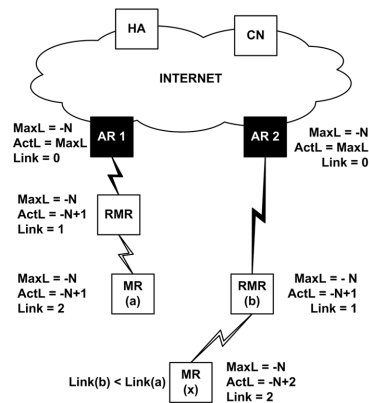 HA
CN
INTERNET
MaxL = -N
ActL = MaxL
Link = 0
AR 1
AR 2
MaxL = -N
ActL = MaxL
Link = 0
MaxL = -N
ActL = -N+1
Link = 1
RMR
MaxL = -N
ActL = -N+1
Link = 2
MR
(a)
RMR
(b)
MaxL = - N
ActL = -N+1
Link = 1
Link(b) < Link(a)
MR
(x)
MaxL = -N
ActL = -N+2
Link = 2